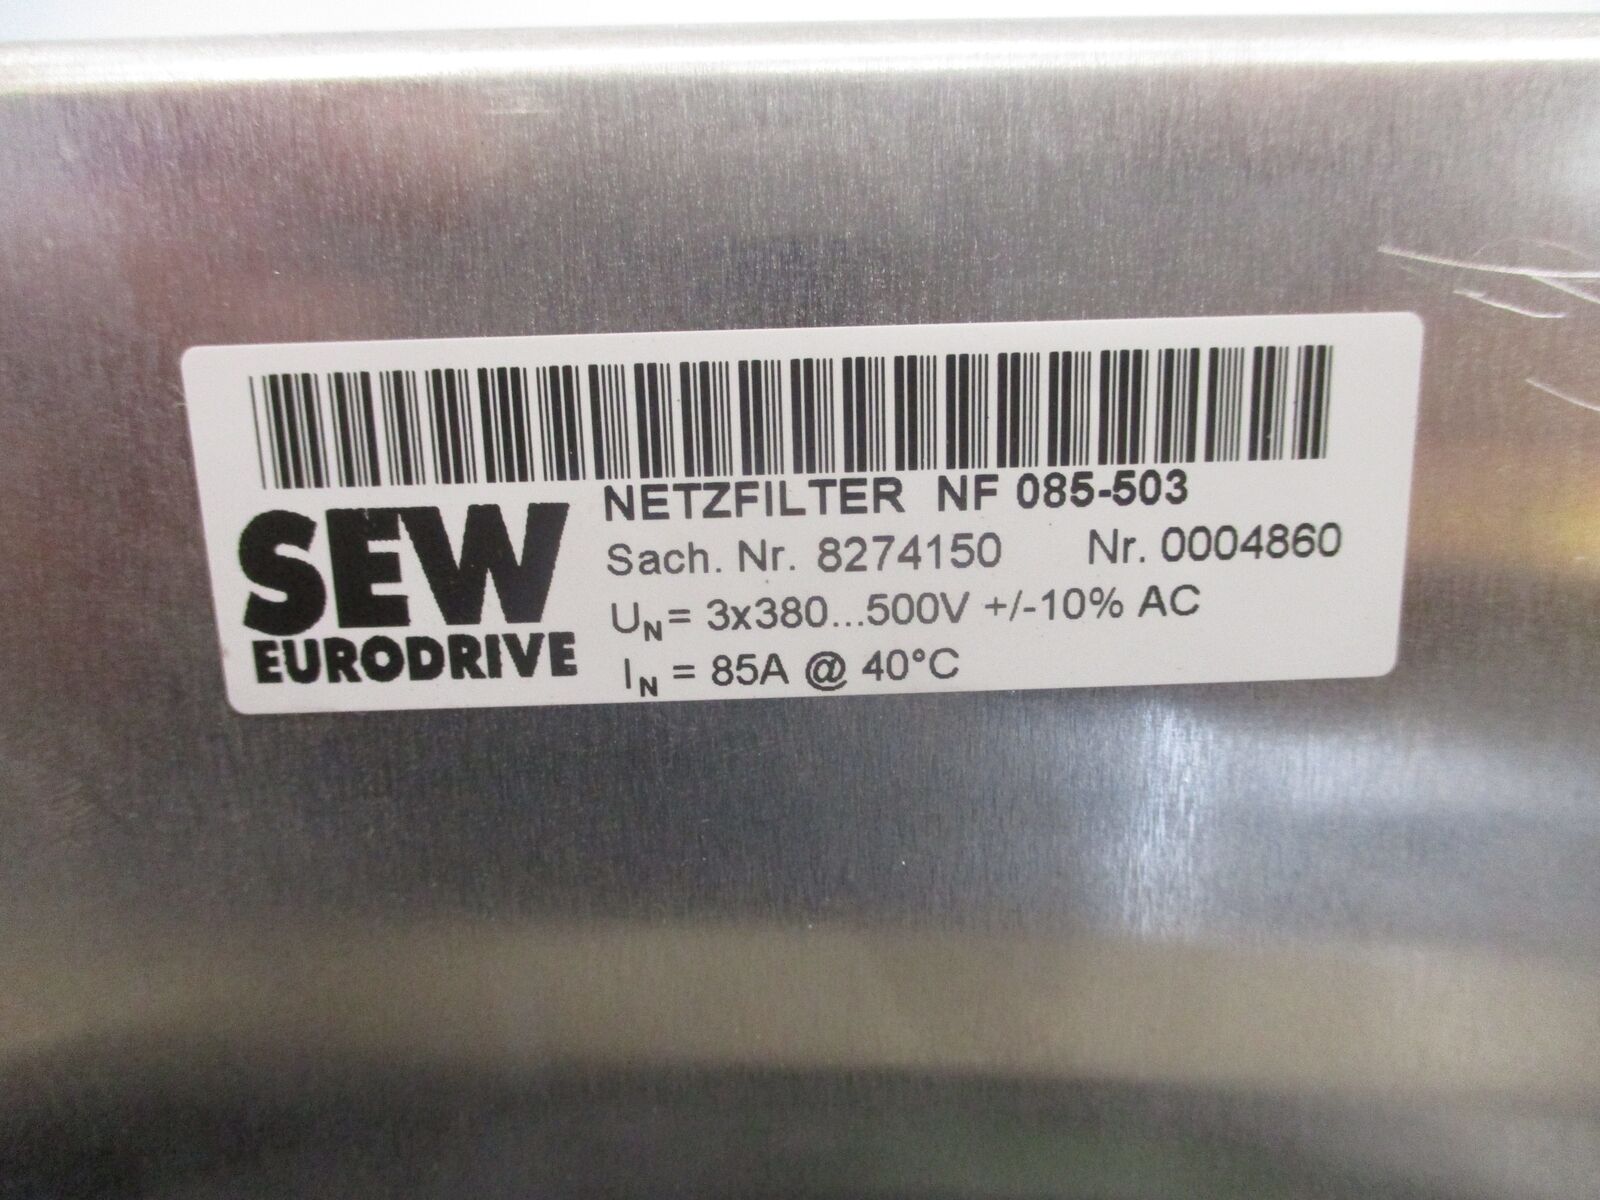 NETZFILTER NF 085-503
Sach. Nr. 8274150 Nr. 0004860
UN= 3x380...500V +/-10% AC
IN = 85A @ 40°C
SEW
EURODRIVE